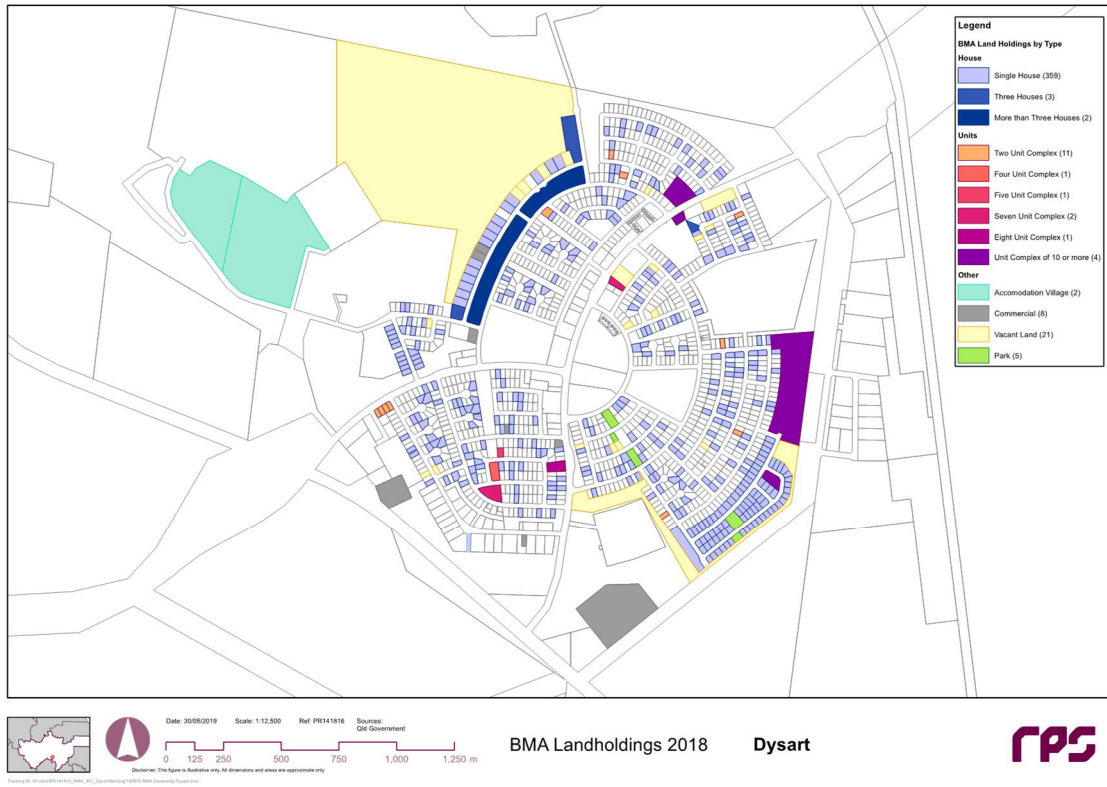 Legend
BMA Land Holdings by Type
House
Single House (359)
Three Houses (3)
More than Three Houses (2)
Units
Two Unit Complex (11)
Four Unit Complex (1)
Five Unit Complex (1)
Seven Unit Complex (2)
Eight Unit Complex (1)
Unit Complex of 10 or more (4)
Other
Accomodation Village (2)
Commercial (8)
Vacant Land (21)
Park (5)
Date: 30/05/2019 Scale: 1:12,500 Ref: PR141816 Sources:
Qld Government
0 125 250 500 750 1,000 1,250 m
Disclaimer: This figure is illustrative only. All dimensions and areas are approximate only
BMA Landholdings 2018 Dysart
rps